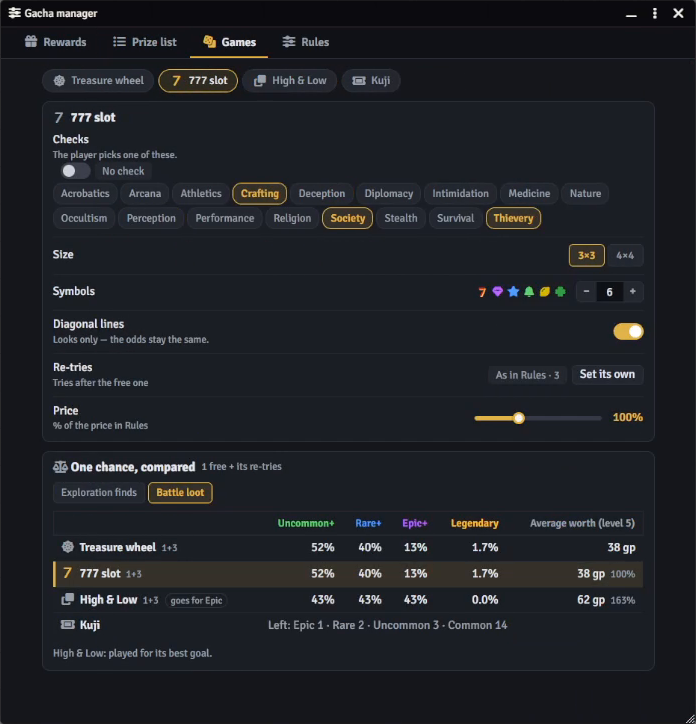 Gacha manager
Rewards Prize list Games Rules
Treasure wheel 7 777 slot High & Low Kuji
7 777 slot
Checks
The player picks one of these.
No check
Acrobatics Arcana Athletics Crafting Deception Diplomacy Intimidation Medicine Nature
Occultism Perception Performance Religion Society Stealth Survival Thievery
Size 3×3 4×4
Symbols 7 − 6 +
Diagonal lines
Looks only — the odds stay the same.
Re-tries As in Rules · 3 Set its own
Tries after the free one
Price 100%
% of the price in Rules
One chance, compared 1 free + its re-tries
Exploration finds Battle loot
Uncommon+ Rare+ Epic+ Legendary Average worth (level 5)
Treasure wheel 1+3 52% 40% 13% 1.7% 38 gp
7 777 slot 1+3 52% 40% 13% 1.7% 38 gp 100%
High & Low 1+3 goes for Epic 43% 43% 43% 0.0% 62 gp 163%
Kuji Left: Epic 1 · Rare 2 · Uncommon 3 · Common 14
High & Low: played for its best goal.